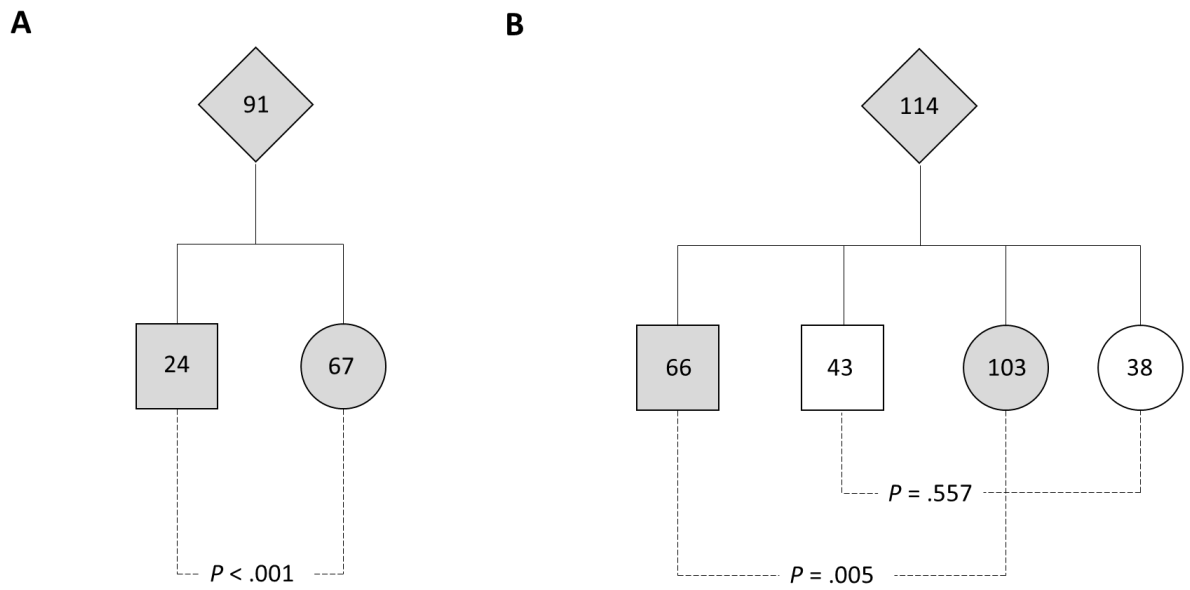 A
B
91
114
24
67
66
43
103
38
P = .557
P < .001
P = .005